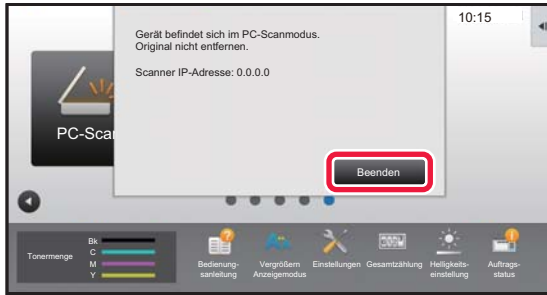 10:15
Gerät befindet sich im PC-Scanmodus.
Original nicht entfernen.
Scanner IP-Adresse: 0.0.0.0
PC-Scan
Beenden
Tonermenge
Bk
C
M
Y
Bedienung-
sanleitung
Vergrößern
Anzeigemodus
Einstellungen
Gesamtzählung
Helligkeits-
einstellung
Auftrags-
status